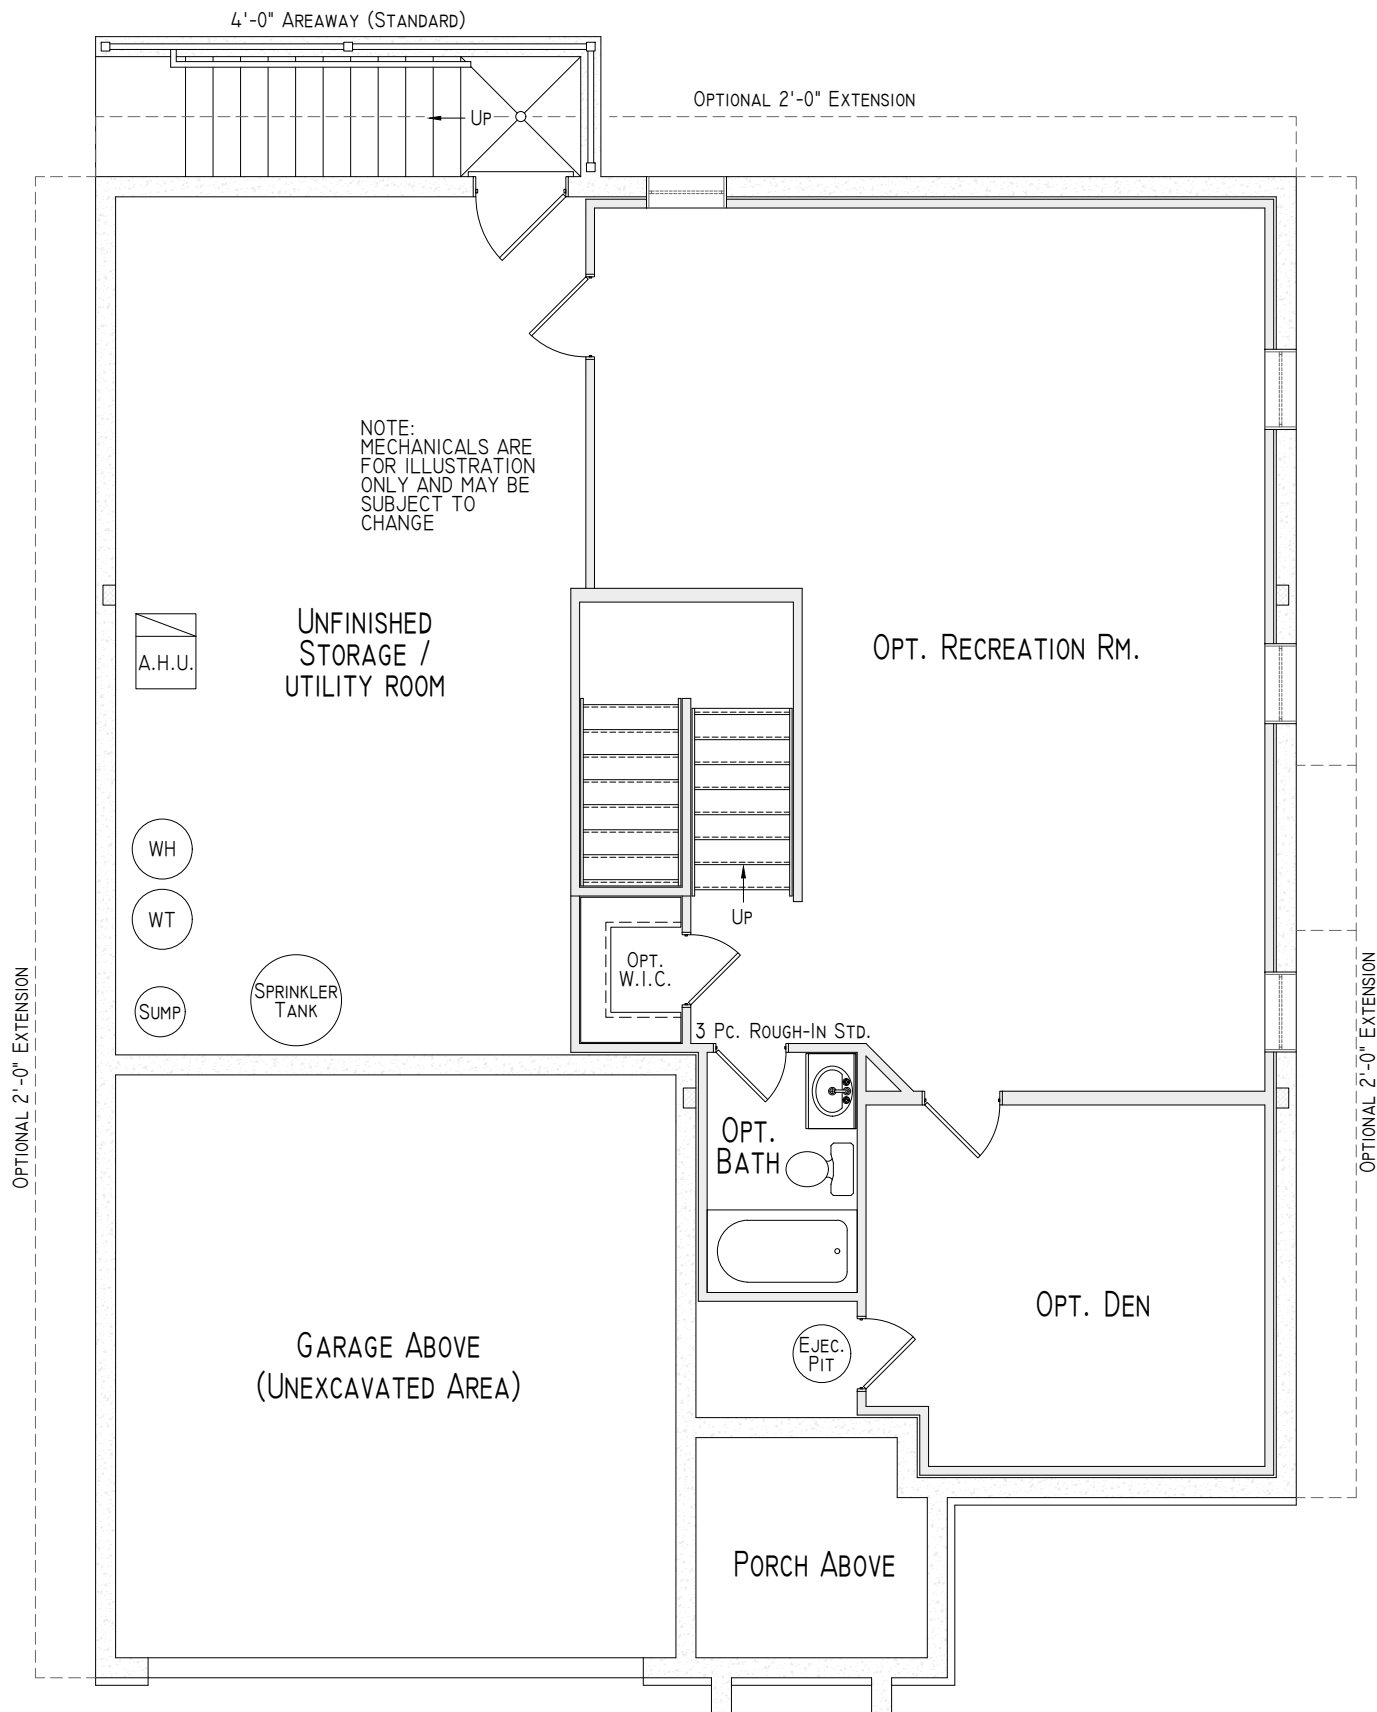 4'-0" Areaway (Standard)
Optional 2'-0" Extension
Up
NOTE:
MECHANICALS ARE
FOR ILLUSTRATION
ONLY AND MAY BE
SUBJECT TO
CHANGE
Unfinished
Storage /
utility room
A.H.U.
Opt. Recreation Rm.
WH
WT
Sump
Sprinkler
Tank
Up
Opt.
W.I.C.
3 Pc. Rough-In Std.
Optional 2'-0" Extension
Optional 2'-0" Extension
Opt.
Bath
Opt. Den
Ejec.
Pit
Garage Above
(Unexcavated Area)
Porch Above